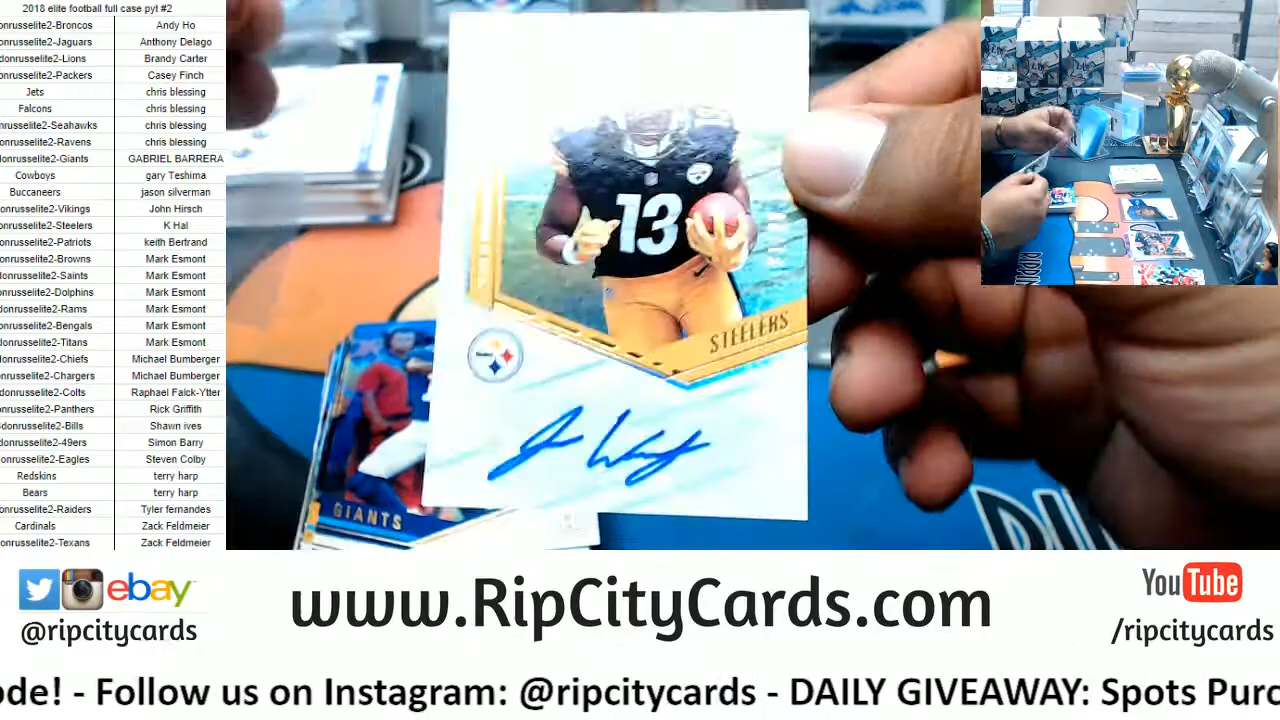 2018 elite football full case pyt #2
onrusselite2-Broncos Andy Ho
donrusselite2-Jaguars Anthony Delago
donrusselite2-Lions Brandy Carter
donrusselite2-Packers Casey Finch
Jets chris blessing
Falcons chris blessing
nrusselite2-Seahawks chris blessing
onrusselite2-Ravens chris blessing
donrusselite2-Giants GABRIEL BARRERA
Cowboys gary Teshima
Buccaneers jason silverman
onrusselite2-Vikings John Hirsch
onrusselite2-Steelers K Hal
onrusselite2-Patriots keith Bertrand
onrusselite2-Browns Mark Esmont
donrusselite2-Saints Mark Esmont
onrusselite2-Dolphins Mark Esmont
donrusselite2-Rams Mark Esmont
onrusselite2-Bengals Mark Esmont
donrusselite2-Titans Mark Esmont
donrusselite2-Chiefs Michael Bumberger
nrusselite2-Chargers Michael Bumberger
donrusselite2-Colts Raphael Falck-Ytter
nrusselite2-Panthers Rick Griffith
donrusselite2-Bills Shawn ives
donrusselite2-49ers Simon Barry
onrusselite2-Eagles Steven Colby
Redskins terry harp
Bears terry harp
onrusselite2-Raiders Tyler fernandes
Cardinals Zack Feldmeier
onrusselite2-Texans Zack Feldmeier
13
STEELERS
GIANTS
ebay
@ripcitycards
www.RipCityCards.com
YouTube
/ripcitycards
ode! - Follow us on Instagram: @ripcitycards - DAILY GIVEAWAY: Spots Purc